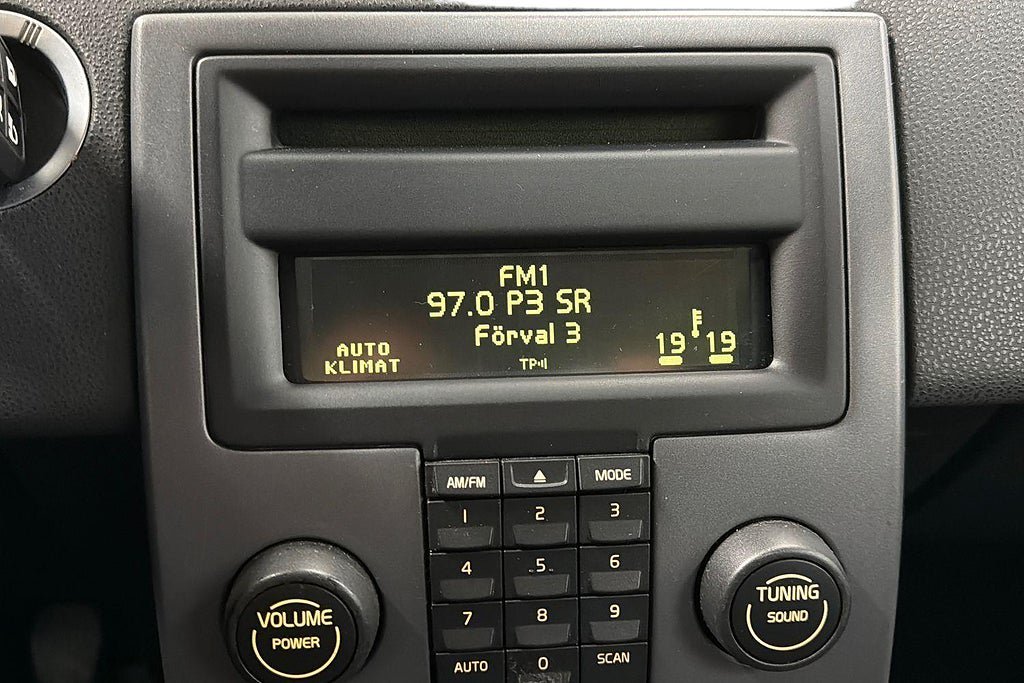 FM1
97.0 P3 SR
Förval 3
AUTO
KLIMAT
TP
19 19
AM/FM MODE
1 2 3
4 5 6
7 8 9
AUTO 0 SCAN
VOLUME
POWER
TUNING
SOUND